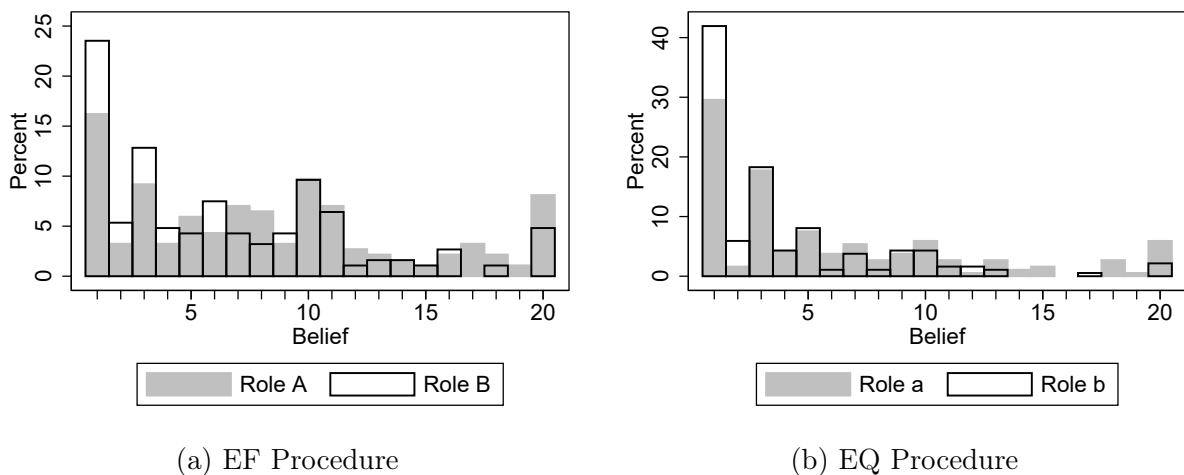 25
20
15
10
5
0
Percent
5 10 15 20
Belief
Role A Role B
(a) EF Procedure
40
30
20
10
0
Percent
5 10 15 20
Belief
Role a Role b
(b) EQ Procedure